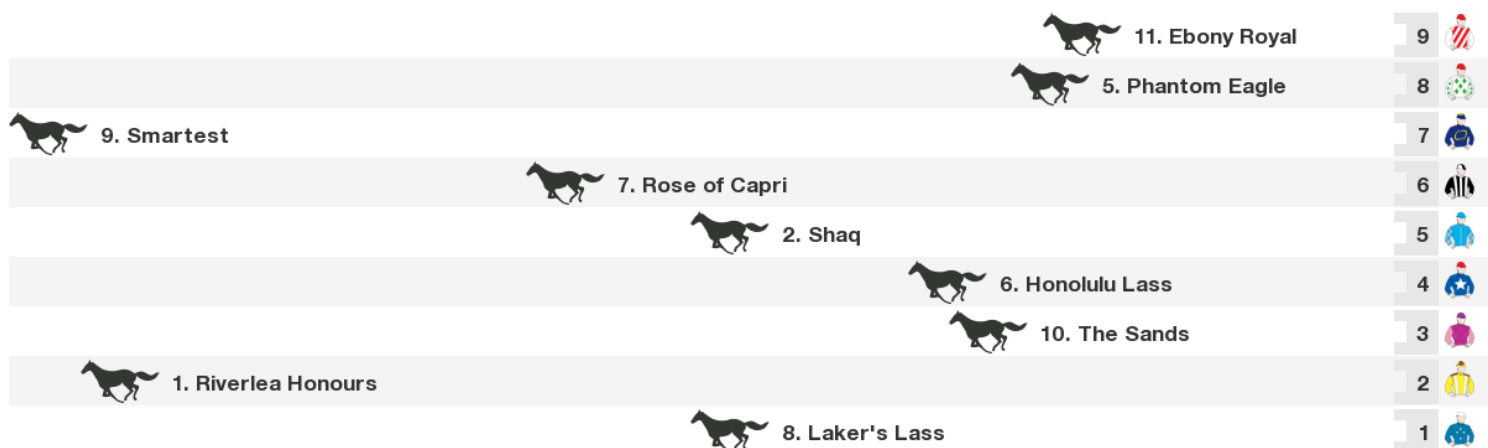 11. Ebony Royal 9
5. Phantom Eagle 8
9. Smartest 7
7. Rose of Capri 6
2. Shaq 5
6. Honolulu Lass 4
10. The Sands 3
1. Riverlea Honours 2
8. Laker's Lass 1